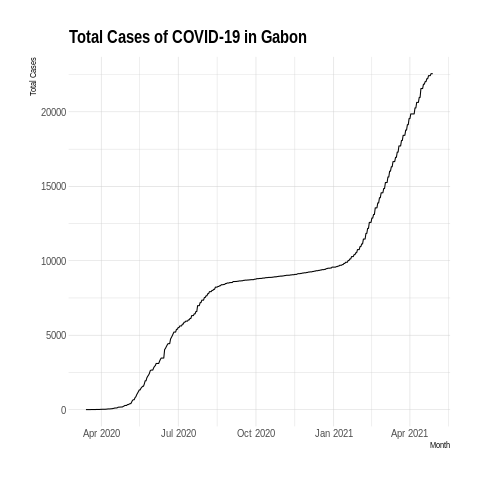 Total Cases of COVID-19 in Gabon
Total Cases
20000
15000
10000
5000
0
Apr 2020 Jul 2020 Oct 2020 Jan 2021 Apr 2021
Month